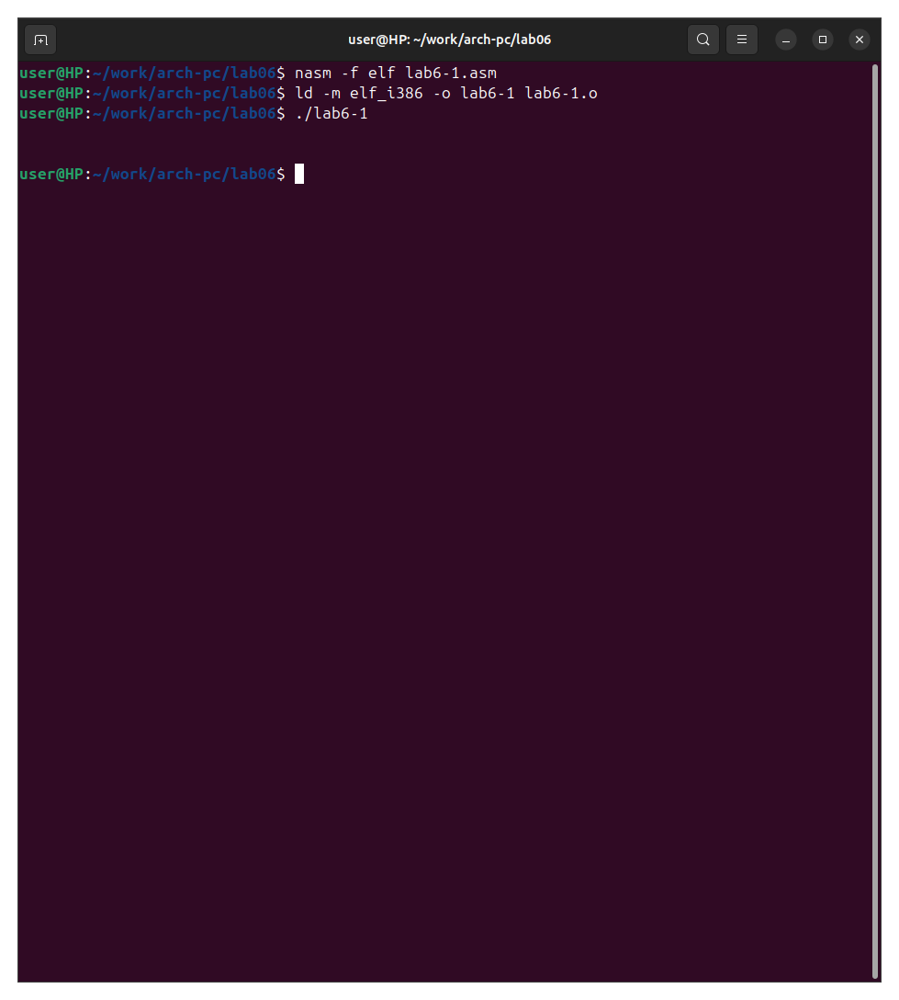 user@HP: ~/work/arch-pc/lab06
user@HP:~/work/arch-pc/lab06$ nasm -f elf lab6-1.asm
user@HP:~/work/arch-pc/lab06$ ld -m elf_i386 -o lab6-1 lab6-1.o
user@HP:~/work/arch-pc/lab06$ ./lab6-1
user@HP:~/work/arch-pc/lab06$